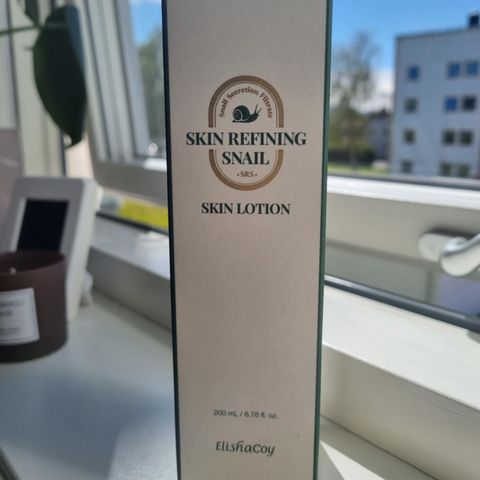 Snail Secretion Filtrate
SKIN REFINING
SNAIL
• SRS •
SKIN LOTION
200 mL / 6.76 fl. oz.
ElishaCoy